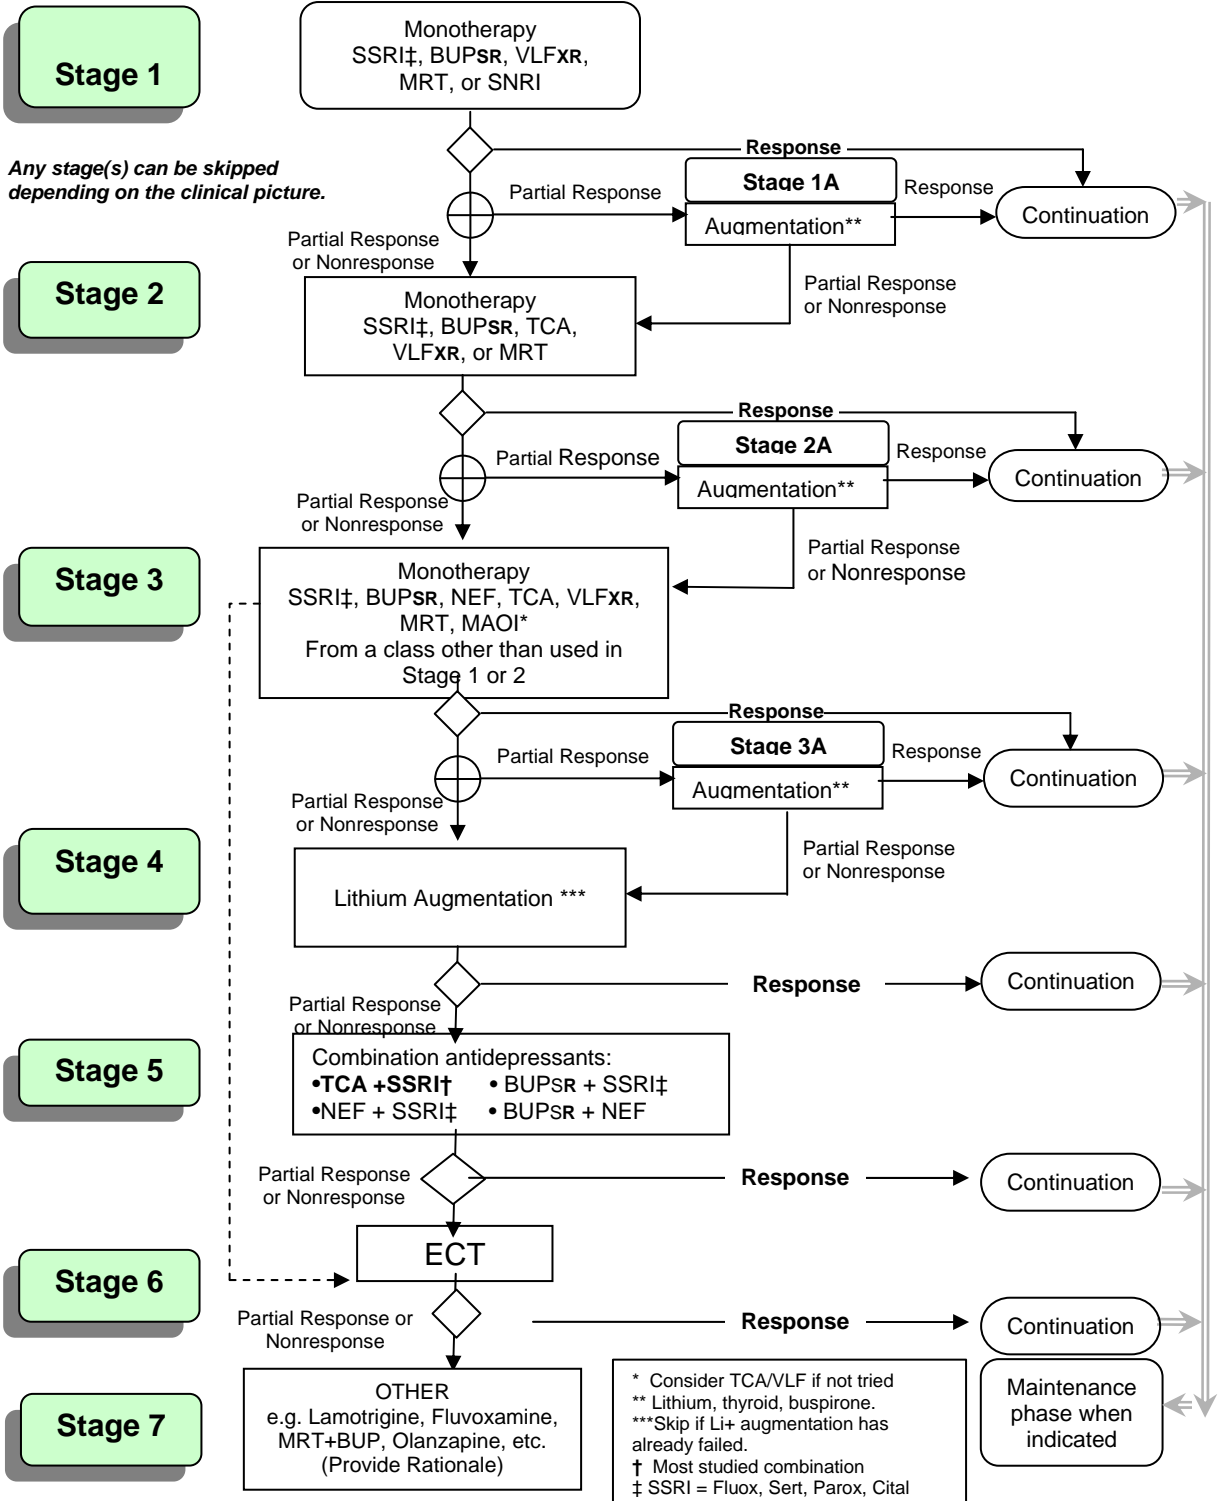 Stage 1
Monotherapy
SSRI‡, BUPSR, VLFXR,
MRT, or SNRI
Any stage(s) can be skipped
depending on the clinical picture.
Response
Partial Response
Stage 1A
Augmentation**
Response
Continuation
Partial Response
or Nonresponse
Partial Response
or Nonresponse
Stage 2
Monotherapy
SSRI‡, BUPSR, TCA,
VLFXR, or MRT
Response
Partial Response
Stage 2A
Augmentation**
Response
Continuation
Partial Response
or Nonresponse
Partial Response
or Nonresponse
Stage 3
Monotherapy
SSRI‡, BUPSR, NEF, TCA, VLFXR,
MRT, MAOI*
From a class other than used in
Stage 1 or 2
Response
Partial Response
Stage 3A
Augmentation**
Response
Continuation
Partial Response
or Nonresponse
Partial Response
or Nonresponse
Stage 4
Lithium Augmentation ***
Response
Continuation
Partial Response
or Nonresponse
Stage 5
Combination antidepressants:
•TCA +SSRI† • BUPSR + SSRI‡
•NEF + SSRI‡ • BUPSR + NEF
Partial Response
or Nonresponse
Response
Continuation
Stage 6
ECT
Partial Response or
Nonresponse
Response
Continuation
Stage 7
OTHER
e.g. Lamotrigine, Fluvoxamine,
MRT+BUP, Olanzapine, etc.
(Provide Rationale)
* Consider TCA/VLF if not tried
** Lithium, thyroid, buspirone.
***Skip if Li+ augmentation has
already failed.
† Most studied combination
‡ SSRI = Fluox, Sert, Parox, Cital
Maintenance
phase when
indicated